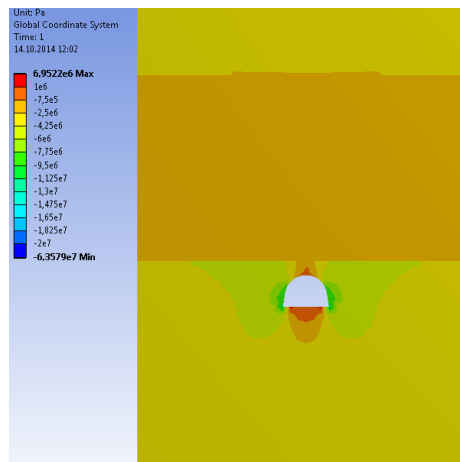 Unit: Pa
Global Coordinate System
Time: 1
14.10.2014 12:02
6,9522e6 Max
1e6
-7,5e5
-2,5e6
-4,25e6
-6e6
-7,75e6
-9,5e6
-1,125e7
-1,3e7
-1,475e7
-1,65e7
-1,825e7
-2e7
-6,3579e7 Min